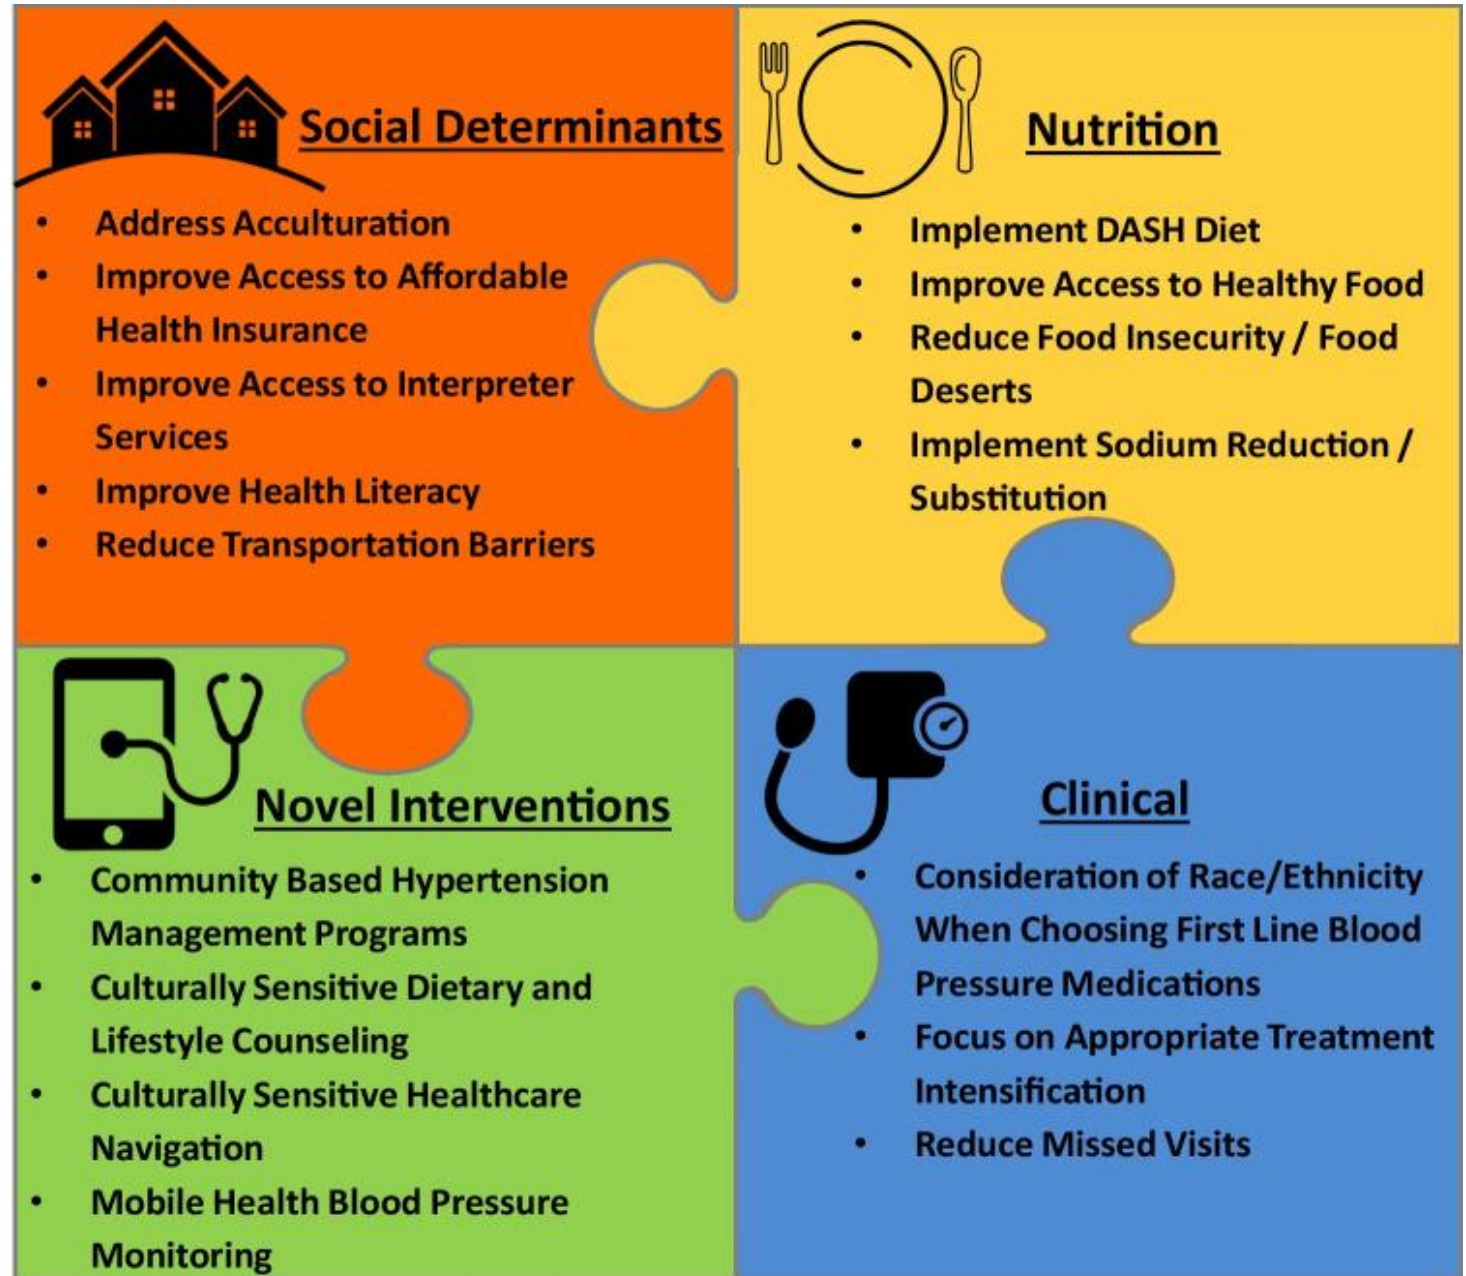 Social Determinants
• Address Acculturation
• Improve Access to Affordable
Health Insurance
• Improve Access to Interpreter
Services
• Improve Health Literacy
• Reduce Transportation Barriers
Nutrition
• Implement DASH Diet
• Improve Access to Healthy Food
• Reduce Food Insecurity / Food
Deserts
• Implement Sodium Reduction /
Substitution
Novel Interventions
• Community Based Hypertension
Management Programs
• Culturally Sensitive Dietary and
Lifestyle Counseling
• Culturally Sensitive Healthcare
Navigation
• Mobile Health Blood Pressure
Monitoring
Clinical
• Consideration of Race/Ethnicity
When Choosing First Line Blood
Pressure Medications
• Focus on Appropriate Treatment
Intensification
• Reduce Missed Visits